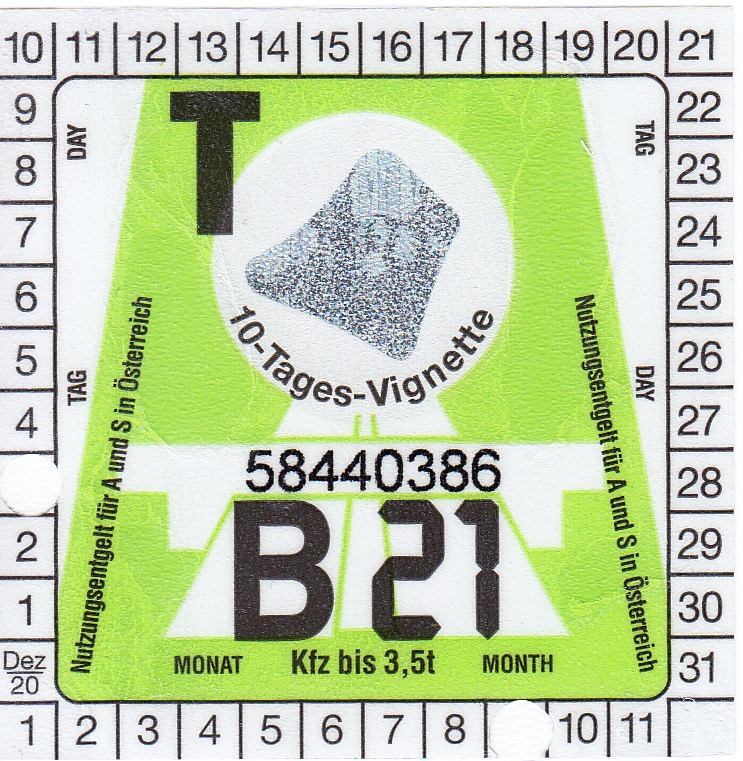 10 11 12 13 14 15 16 17 18 19 20 21
9 22
8 23
7 24
6 25
5 26
4 27
28
2 29
1 30
Dez
20
31
1 2 3 4 5 6 7 8 10 11
DAY
TAG
T
10-Tages-Vignette
TAG
DAY
Nutzungsentgelt für A und S in Österreich
Nutzungsentgelt für A und S in Österreich
58440386
B 21
MONAT Kfz bis 3,5t MONTH